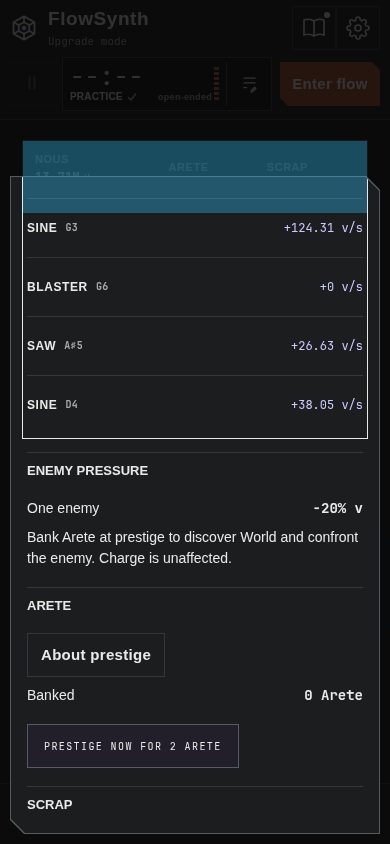 FlowSynth
Upgrade mode
--:--
PRACTICE ✓
open-ended
Enter flow
NOUS
ARETE
SCRAP
SINE G3
+124.31 v/s
BLASTER G6
+0 v/s
SAW A♯5
+26.63 v/s
SINE D4
+38.05 v/s
ENEMY PRESSURE
One enemy
-20% v
Bank Arete at prestige to discover World and confront
the enemy. Charge is unaffected.
ARETE
About prestige
Banked
0 Arete
PRESTIGE NOW FOR 2 ARETE
SCRAP